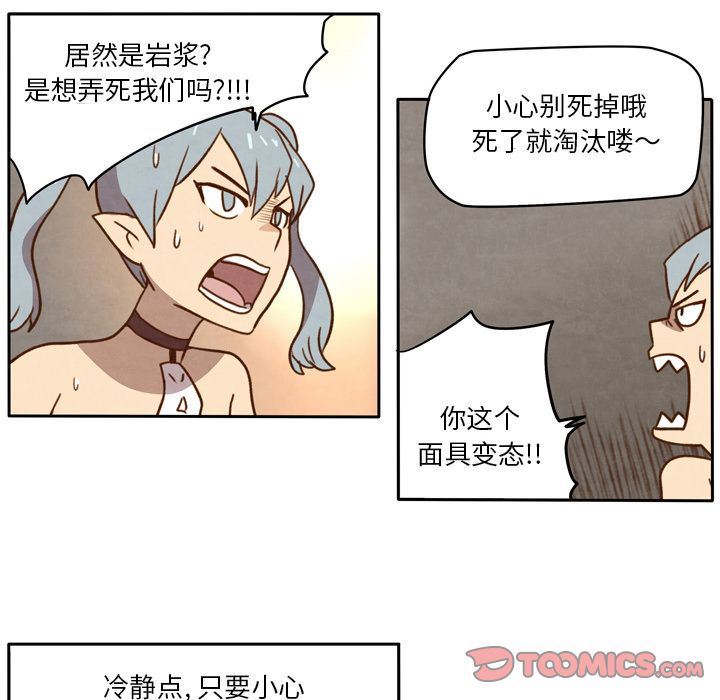 居然是岩浆?
是想弄死我们吗?!!!
小心别死掉哦
死了就淘汰喽～
你这个
面具变态!!
冷静点, 只要小心
TOOMICS.COM